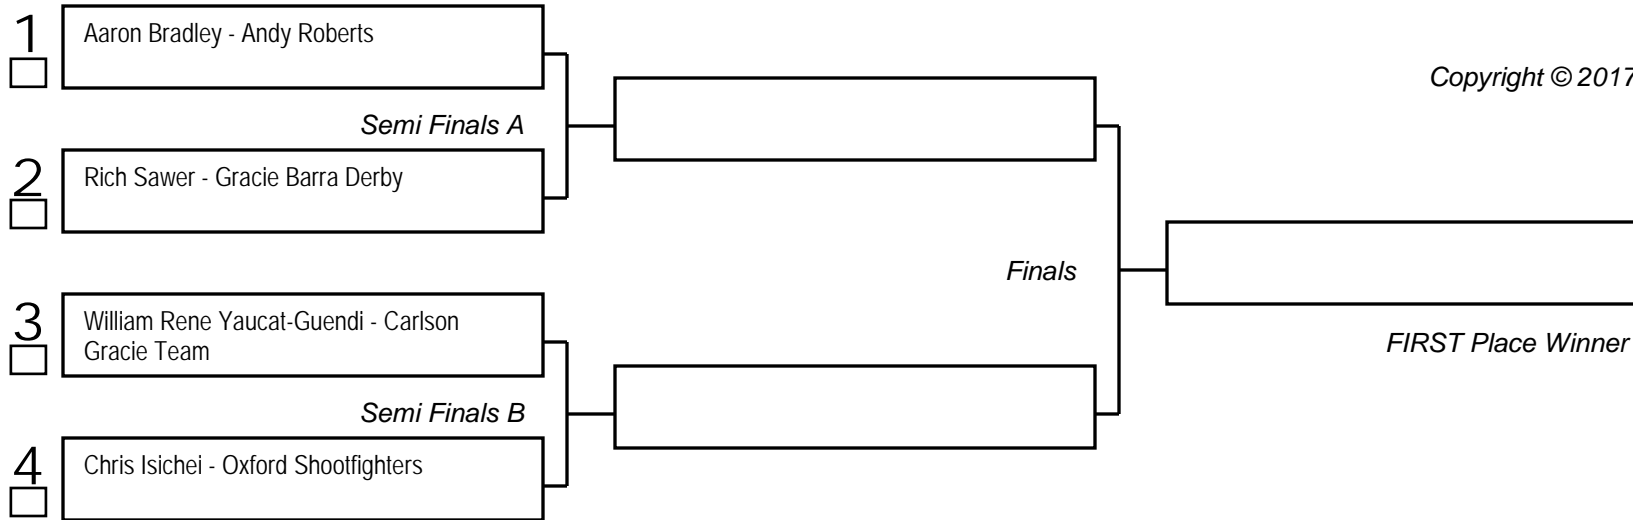 1
Aaron Bradley - Andy Roberts
Copyright © 2017
Semi Finals A
2
Rich Sawer - Gracie Barra Derby
Finals
3
William Rene Yaucat-Guendi - Carlson
Gracie Team
FIRST Place Winner
Semi Finals B
4
Chris Isichei - Oxford Shootfighters